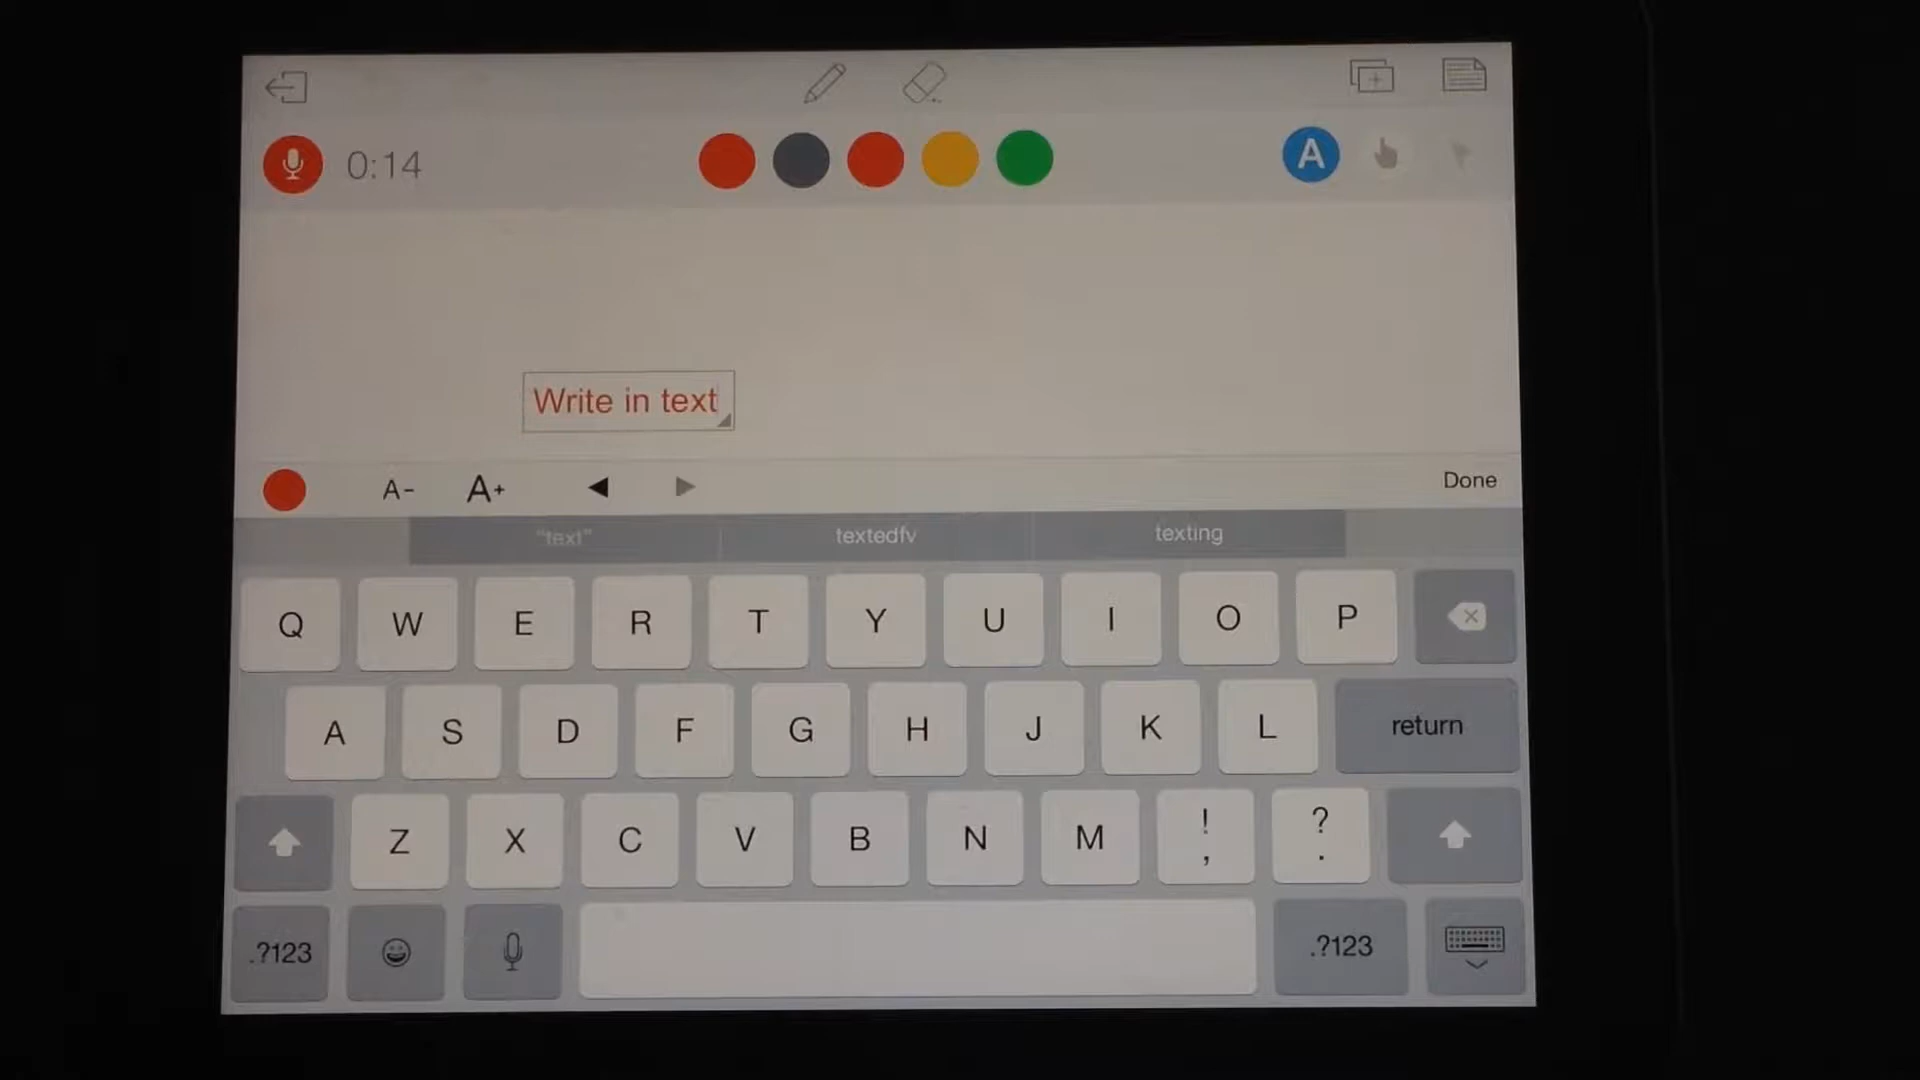 0:14
A
Write in text
A- A+ Done
"text" textedfv texting
Q W E R T Y U I O P
A S D F G H J K L return
Z X C V B N M ! , ? .
.?123 .?123